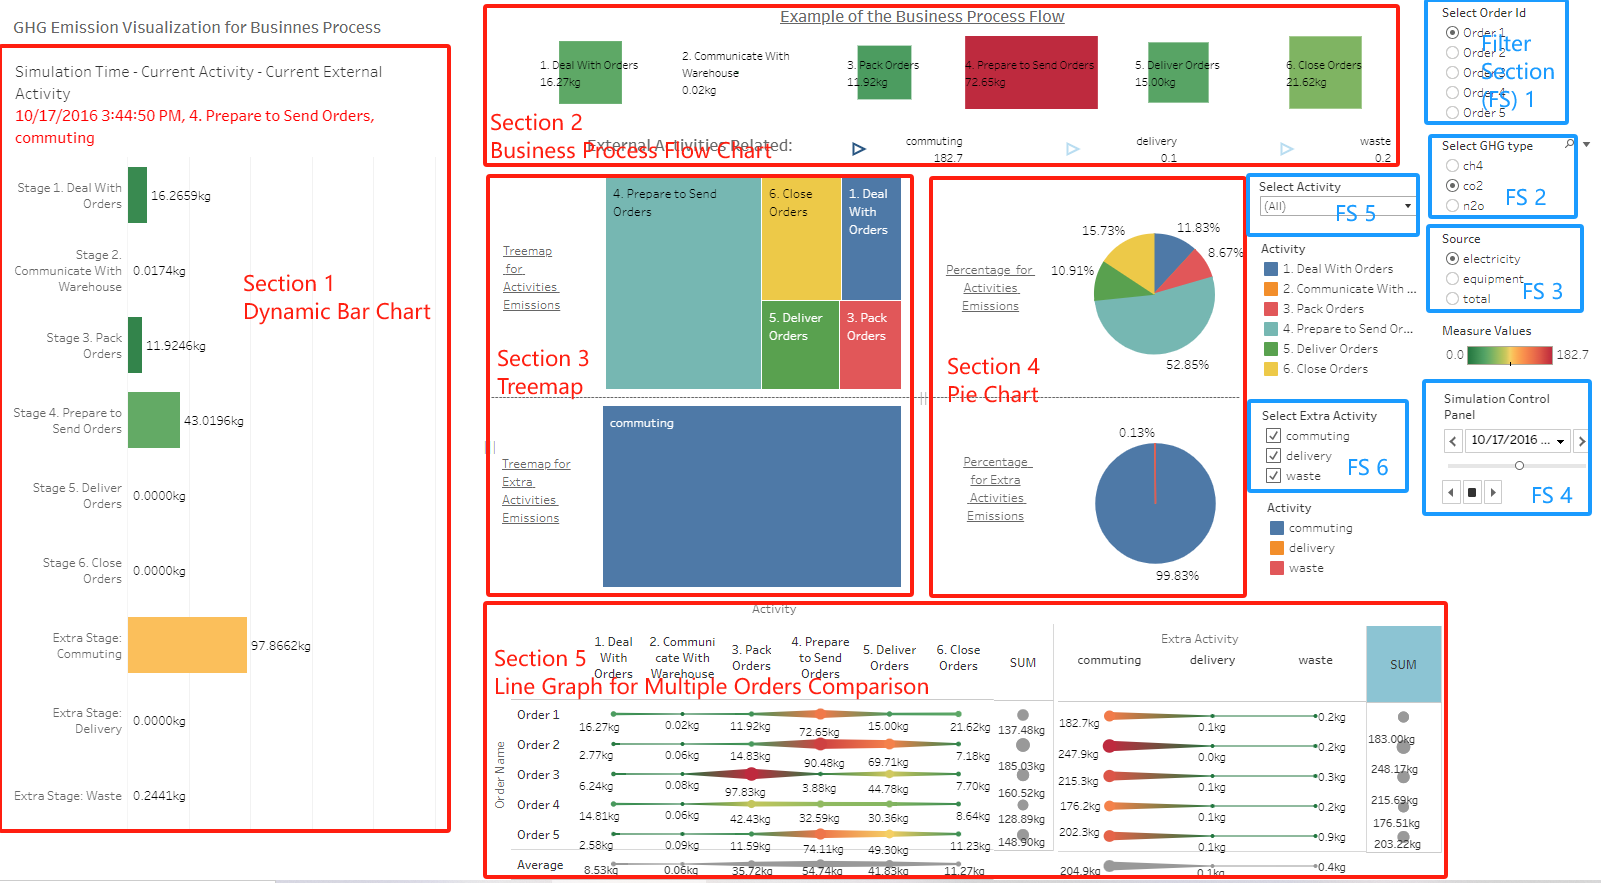 GHG Emission Visualization for Businnes Process
Simulation Time - Current Activity - Current External
Activity
10/17/2016 3:44:50 PM, 4. Prepare to Send Orders,
commuting
Stage 1. Deal With
Orders
16.2659kg
Stage 2.
Communicate With
Warehouse
0.0174kg
Section 1
Dynamic Bar Chart
Stage 3. Pack
Orders
11.9246kg
Stage 4. Prepare to
Send Orders
43.0196kg
Stage 5. Deliver
Orders
0.0000kg
Stage 6. Close
Orders
0.0000kg
Extra Stage:
Commuting
97.8662kg
Extra Stage:
Delivery
0.0000kg
Extra Stage: Waste
0.2441kg
Example of the Business Process Flow
1. Deal With Orders
16.27kg
2. Communicate With
Warehouse
0.02kg
3. Pack Orders
11.92kg
4. Prepare to Send Orders
72.65kg
5. Deliver Orders
15.00kg
6. Close Orders
21.62kg
Section 2
Business Process Flow Chart
External Activities Related:
commuting
182.7
delivery
0.1
waste
0.2
Treemap
for
Activities
Emissions
4. Prepare to Send
Orders
6. Close
Orders
1. Deal
With
Orders
5. Deliver
Orders
3. Pack
Orders
Section 3
Treemap
Treemap for
Extra
Activities
Emissions
commuting
Percentage for
Activities
Emissions
15.73%
11.83%
8.67%
10.91%
52.85%
Section 4
Pie Chart
Percentage
for Extra
Activities
Emissions
0.13%
99.83%
Select Activity
(All)
FS 5
Activity
1. Deal With Orders
2. Communicate With ...
3. Pack Orders
4. Prepare to Send Or...
5. Deliver Orders
6. Close Orders
Select Extra Activity
commuting
delivery
waste
FS 6
Activity
commuting
delivery
waste
Select Order Id
Order 1
Order 2
Order 3
Order 4
Order 5
Filter
Section
(FS) 1
Select GHG type
ch4
co2
n2o
FS 2
Source
electricity
equipment
total
FS 3
Measure Values
0.0
182.7
Simulation Control
Panel
10/17/2016 ...
FS 4
Activity
1. Deal
With
Orders
2. Communi
cate With
Warehouse
3. Pack
Orders
4. Prepare
to Send
Orders
5. Deliver
Orders
6. Close
Orders
SUM
Extra Activity
commuting
delivery
waste
SUM
Section 5
Line Graph for Multiple Orders Comparison
Order Name
Order 1
16.27kg 0.02kg 11.92kg 72.65kg 15.00kg 21.62kg 137.48kg 182.7kg 0.1kg 0.2kg 183.00kg
Order 2
2.77kg 0.06kg 14.83kg 90.48kg 69.71kg 7.18kg 185.03kg 247.9kg 0.0kg 0.2kg 248.17kg
Order 3
6.24kg 0.08kg 97.83kg 3.88kg 44.78kg 7.70kg 160.52kg 215.3kg 0.1kg 0.3kg 215.69kg
Order 4
14.81kg 0.06kg 42.43kg 32.59kg 30.36kg 8.64kg 128.89kg 176.2kg 0.1kg 0.2kg 176.51kg
Order 5
2.58kg 0.09kg 11.59kg 74.11kg 49.30kg 11.23kg 148.90kg 202.3kg 0.1kg 0.9kg 203.22kg
Average
8.53kg 0.06kg 35.72kg 54.74kg 41.83kg 11.27kg 204.9kg 0.1kg 0.4kg